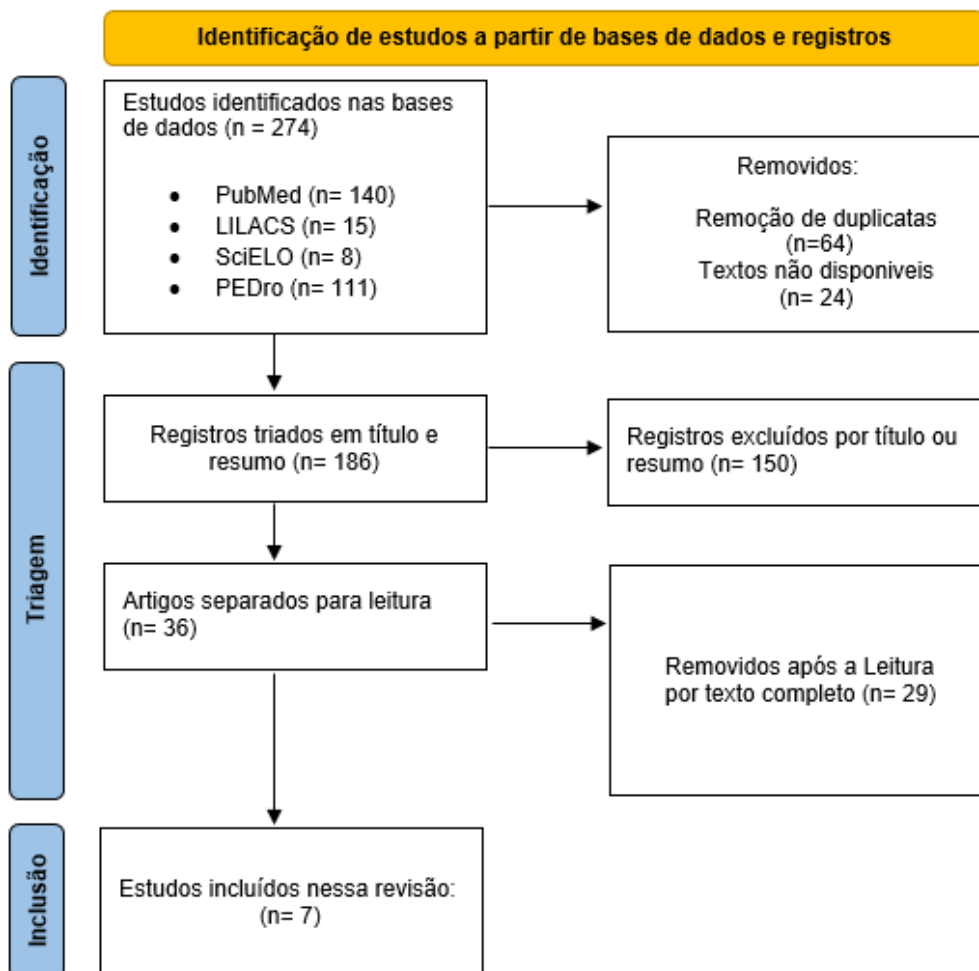 Identificação de estudos a partir de bases de dados e registros
Identificação
Estudos identificados nas bases
de dados (n = 274)
● PubMed (n= 140)
● LILACS (n= 15)
● SciELO (n= 8)
● PEDro (n= 111)
Removidos:
Remoção de duplicatas
(n=64)
Textos não disponiveis
(n= 24)
Triagem
Registros triados em título e
resumo (n= 186)
Registros excluídos por título ou
resumo (n= 150)
Artigos separados para leitura
(n= 36)
Removidos após a Leitura
por texto completo (n= 29)
Inclusão
Estudos incluídos nessa revisão:
(n= 7)